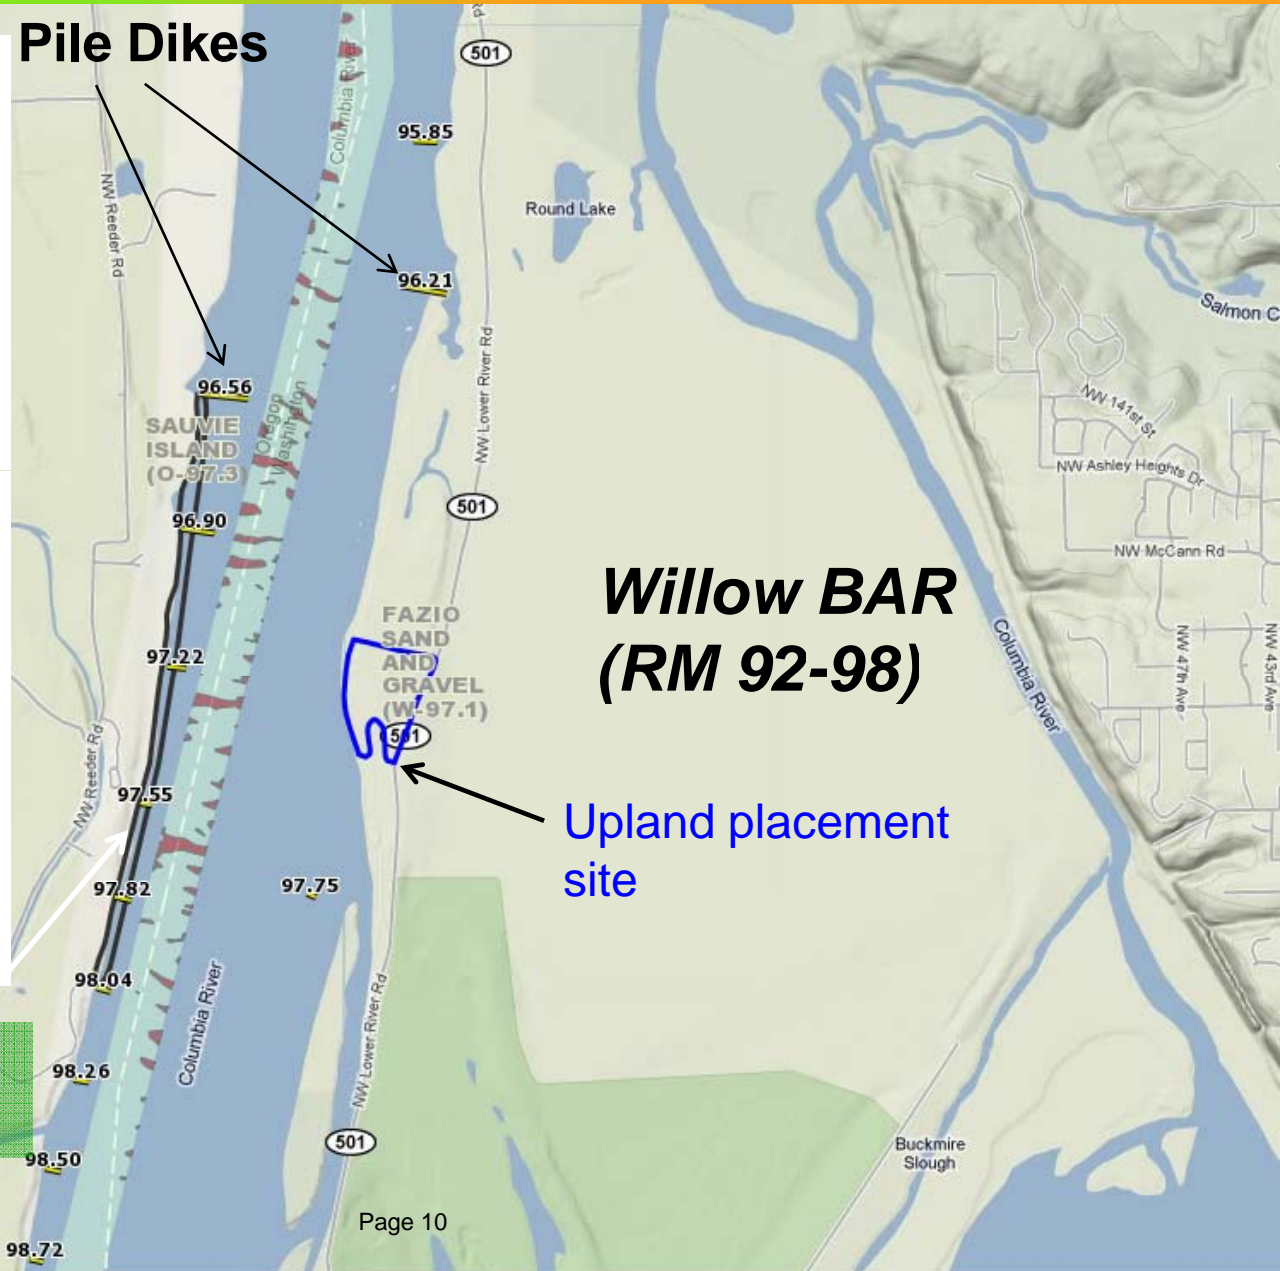 Pile Dikes
501
95.85
Columbia River
Round Lake
NW Reeder Rd
96.21
Salmon C
NW Lower River Rd
96.56
Oregon
Washington
SAUVIE
ISLAND
(O-97.3)
NW 141st St
NW Ashley Heights Dr
501
96.90
NW McCann Rd
Willow BAR
(RM 92-98)
FAZIO
SAND
AND
GRAVEL
(W-97.1)
501
97.22
Columbia River
NW 47th Ave
NW 43rd Ave
NW Reeder Rd
97.55
Upland placement
site
97.82
97.75
98.04
Columbia River
NW Lower River Rd
98.26
501
Buckmire
Slough
98.50
Page 10
98.72